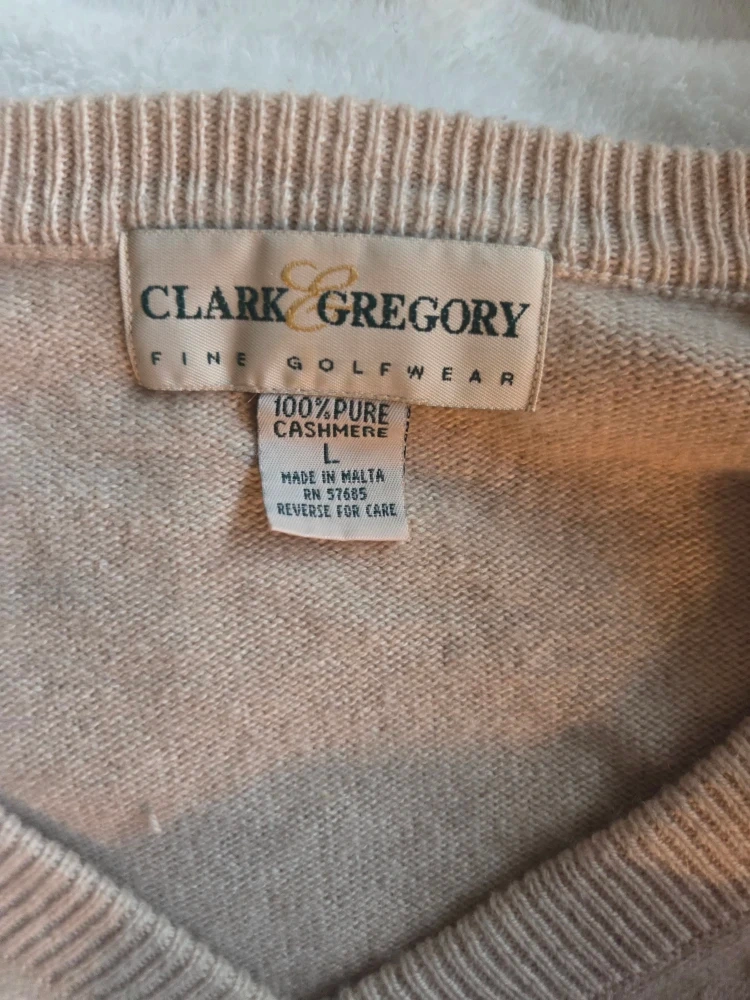 CLARK & GREGORY
FINE GOLFWEAR
100% PURE
CASHMERE
L
MADE IN MALTA
RN 57685
REVERSE FOR CARE